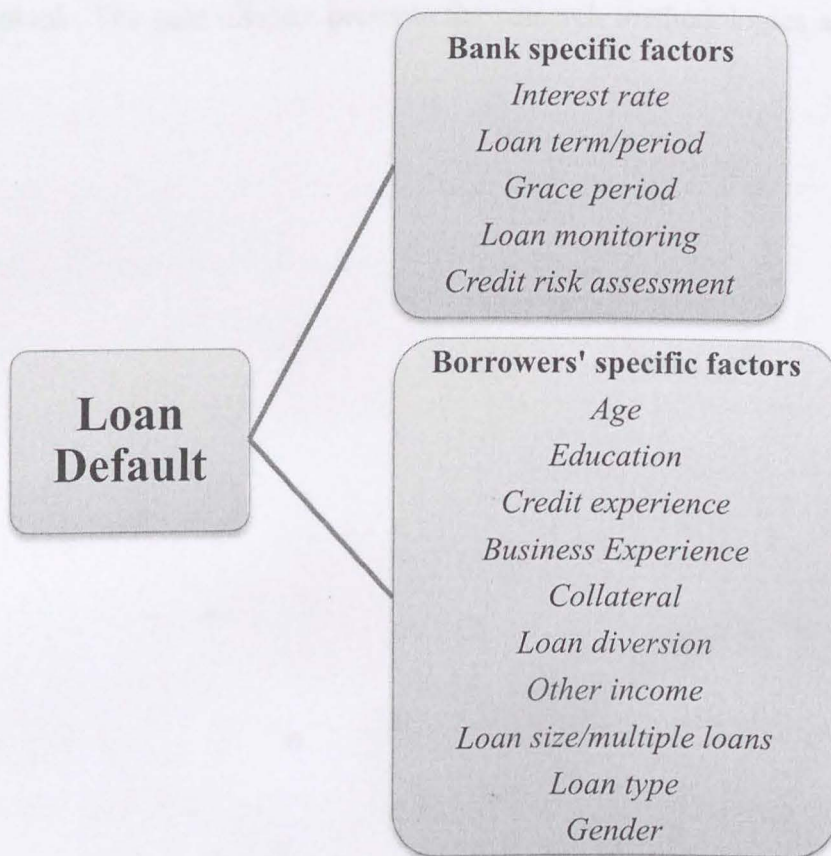 Bank specific factors
Interest rate
Loan term/period
Grace period
Loan monitoring
Credit risk assessment
Loan
Default
Borrowers' specific factors
Age
Education
Credit experience
Business Experience
Collateral
Loan diversion
Other income
Loan size/multiple loans
Loan type
Gender